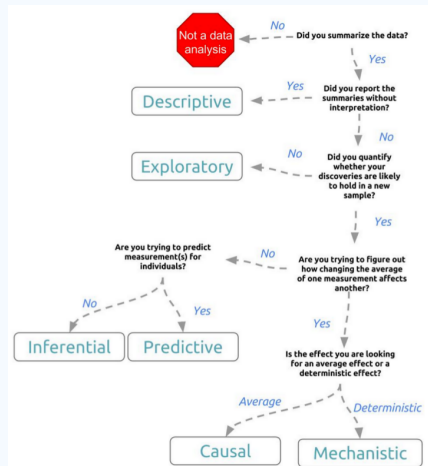 Not a data
analysis
No
Did you summarize the data?
Yes
Descriptive
Yes
Did you report the
summaries without
interpretation?
No
Exploratory
No
Did you quantify
whether your
discoveries are likely
to hold in a new
sample?
Yes
Are you trying to predict
measurement(s) for
individuals?
No
Are you trying to figure out
how changing the average
of one measurement affects
another?
No
Yes
Yes
Inferential
Predictive
Is the effect you are looking
for an average effect or a
deterministic effect?
Average
Deterministic
Causal
Mechanistic